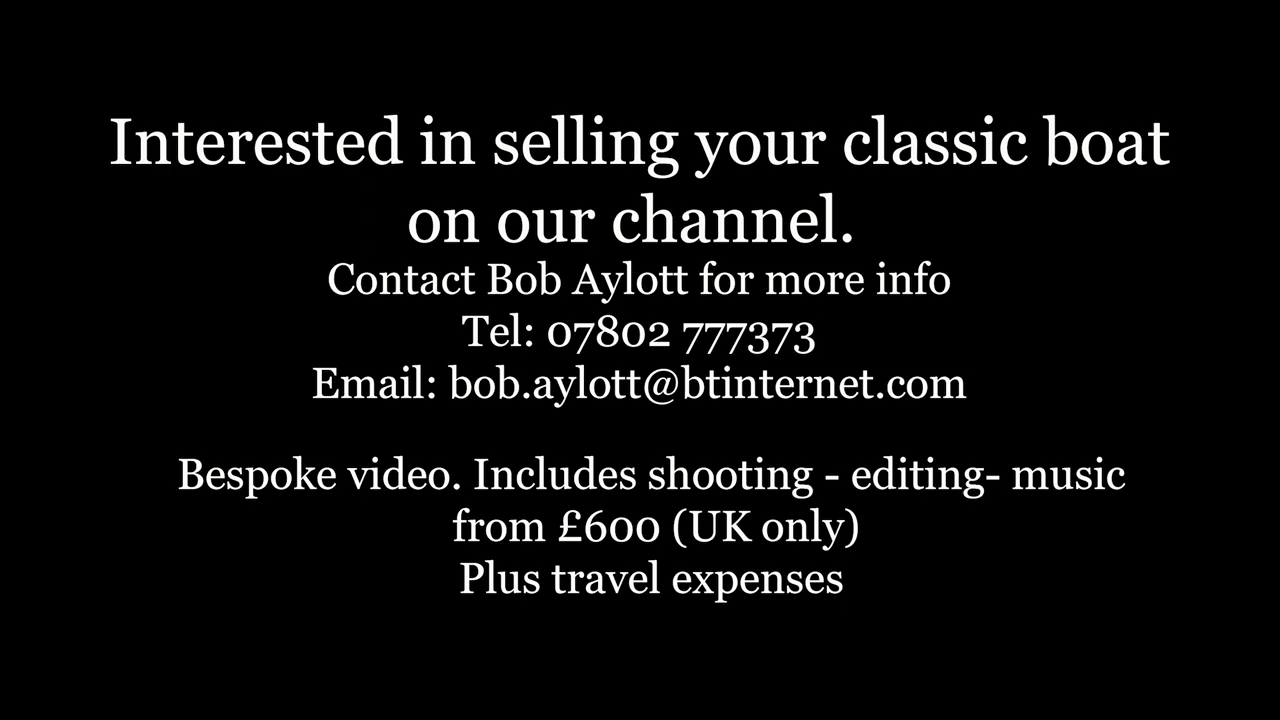 Interested in selling your classic boat
on our channel.
Contact Bob Aylott for more info
Tel: 07802 777373
Email: bob.aylott@btinternet.com
Bespoke video. Includes shooting - editing- music
from £600 (UK only)
Plus travel expenses